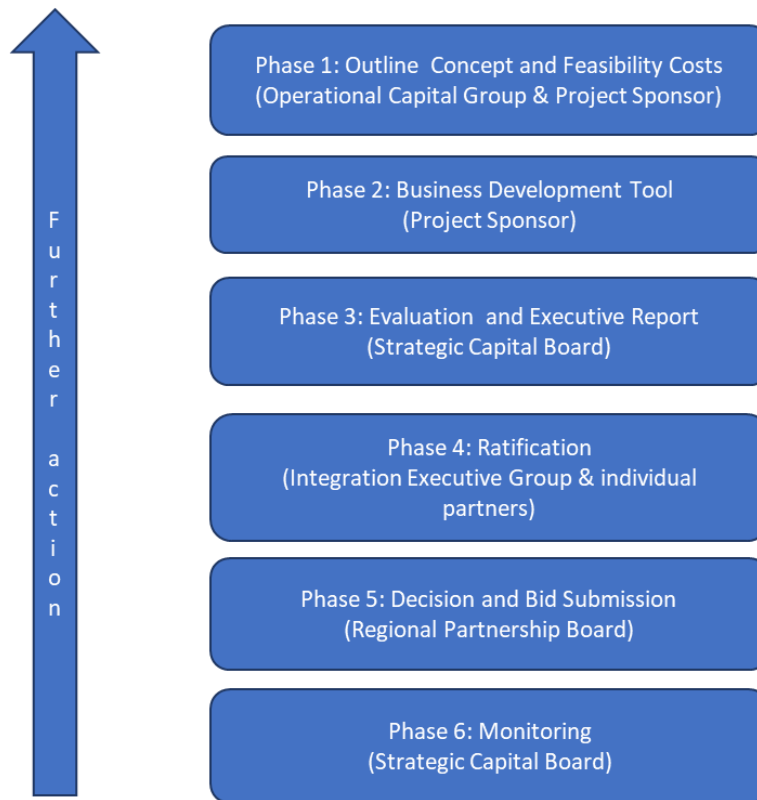 Further action
Phase 1: Outline Concept and Feasibility Costs
(Operational Capital Group & Project Sponsor)
Phase 2: Business Development Tool
(Project Sponsor)
Phase 3: Evaluation and Executive Report
(Strategic Capital Board)
Phase 4: Ratification
(Integration Executive Group & individual
partners)
Phase 5: Decision and Bid Submission
(Regional Partnership Board)
Phase 6: Monitoring
(Strategic Capital Board)